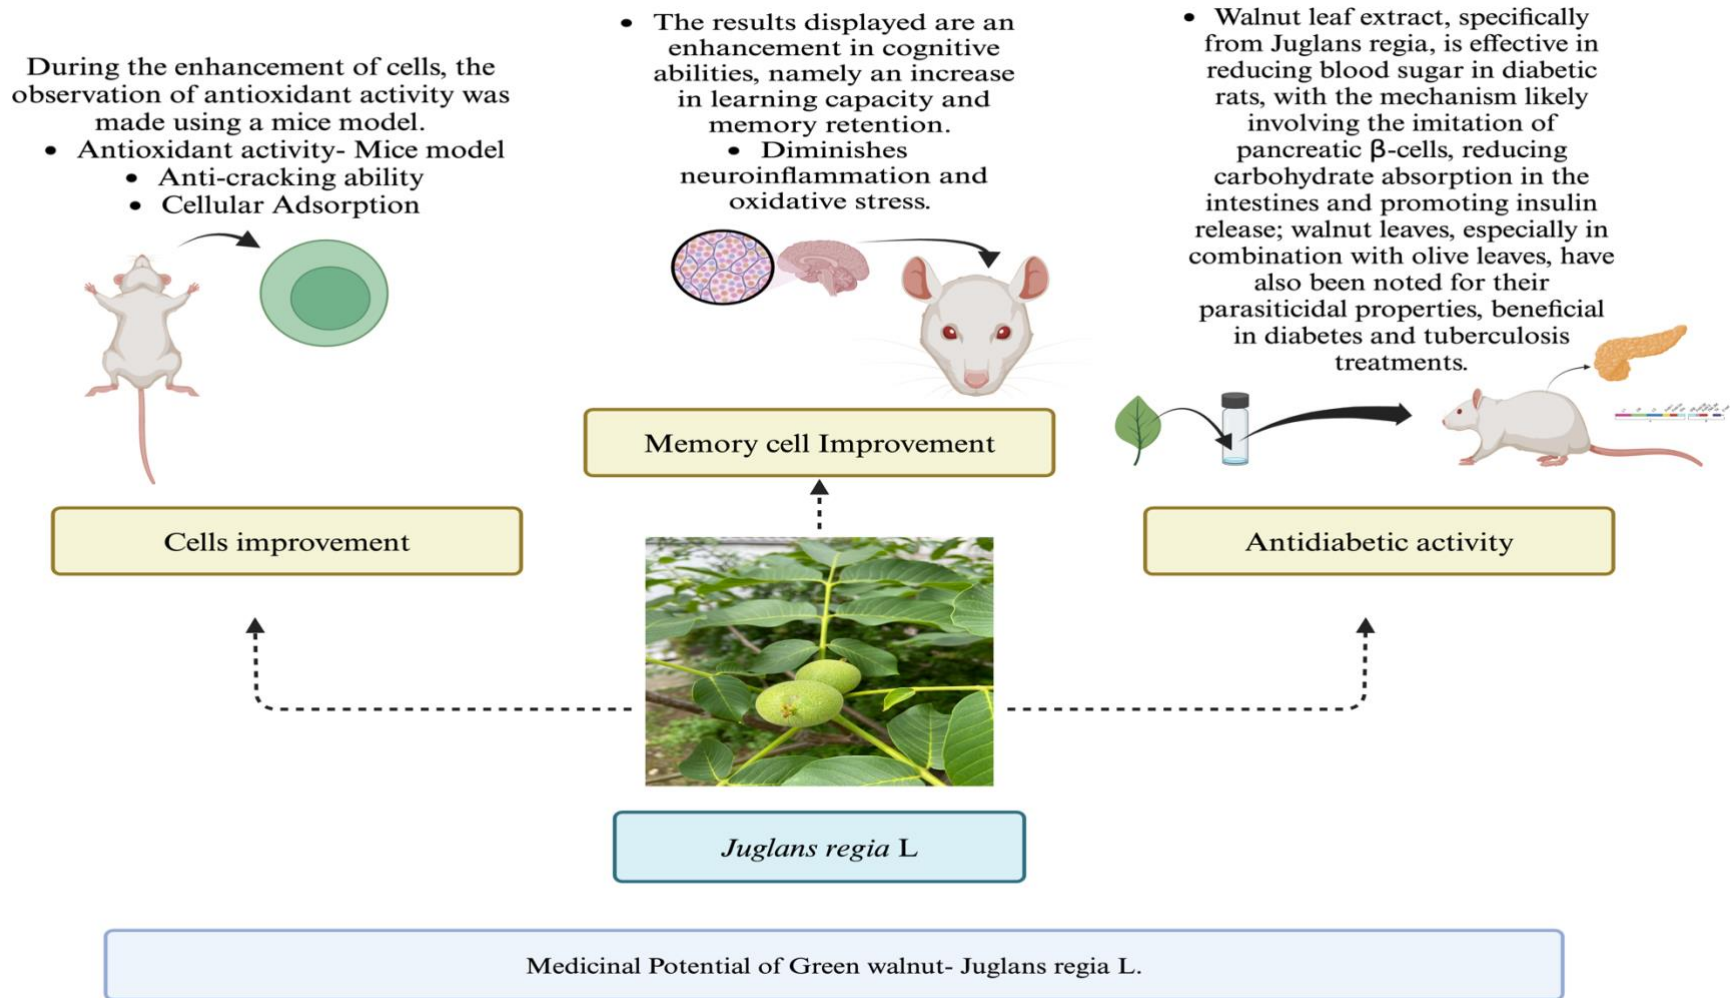 During the enhancement of cells, the
observation of antioxidant activity was
made using a mice model.
• Antioxidant activity- Mice model
• Anti-cracking ability
• Cellular Adsorption
Cells improvement
• The results displayed are an
enhancement in cognitive
abilities, namely an increase
in learning capacity and
memory retention.
• Diminishes
neuroinflammation and
oxidative stress.
Memory cell Improvement
• Walnut leaf extract, specifically
from Juglans regia, is effective in
reducing blood sugar in diabetic
rats, with the mechanism likely
involving the imitation of
pancreatic β-cells, reducing
carbohydrate absorption in the
intestines and promoting insulin
release; walnut leaves, especially in
combination with olive leaves, have
also been noted for their
parasiticidal properties, beneficial
in diabetes and tuberculosis
treatments.
Antidiabetic activity
Juglans regia L
Medicinal Potential of Green walnut- Juglans regia L.